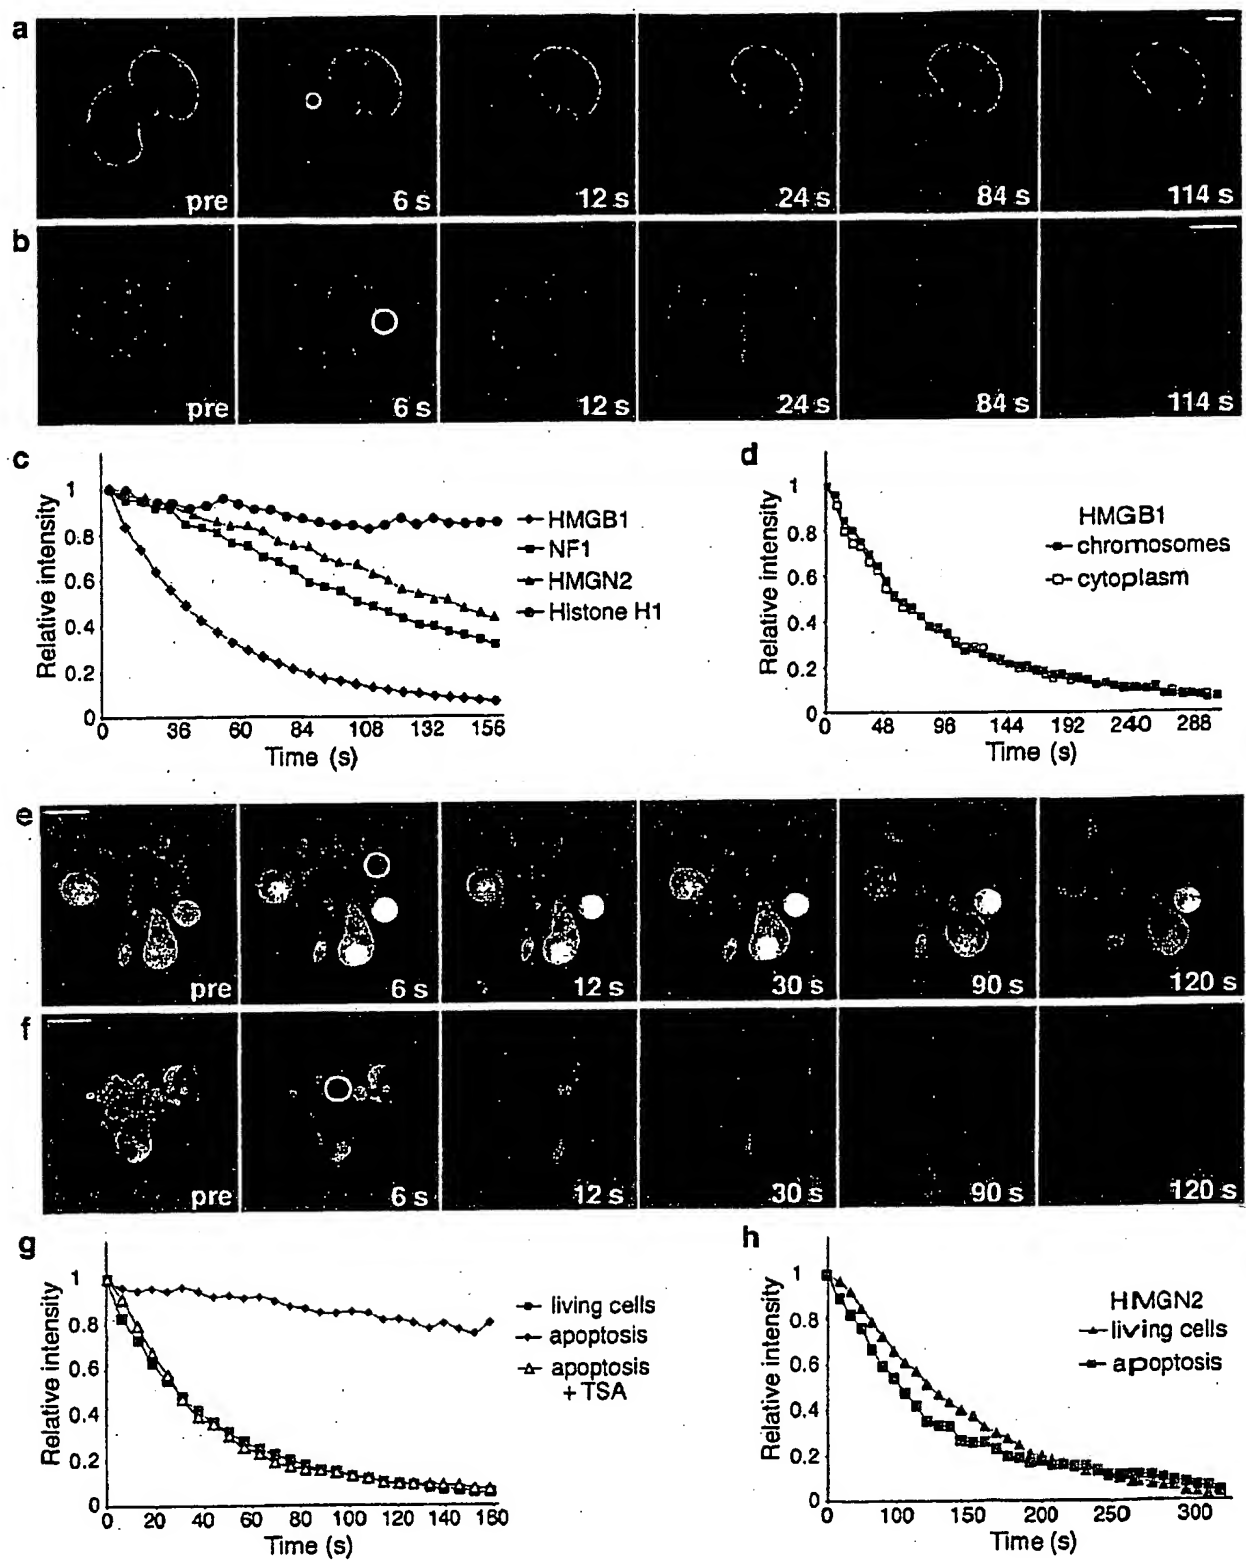 a
pre 6 s 12 s 24 s 84 s 114 s
b
pre 6 s 12 s 24 s 84 s 114 s
c
Relative intensity
1
0.8
0.6
0.4
0.2
0
0 36 60 84 108 132 156
Time (s)
HMGB1
NF1
HMGN2
Histone H1
d
Relative intensity
1
0.8
0.6
0.4
0.2
0
0 48 96 144 192 240 288
Time (s)
HMGB1
chromosomes
cytoplasm
e
pre 6 s 12 s 30 s 90 s 120 s
f
pre 6 s 12 s 30 s 90 s 120 s
g
Relative intensity
1
0.8
0.6
0.4
0.2
0
0 20 40 60 80 100 120 140 160
Time (s)
living cells
apoptosis
apoptosis
+ TSA
h
Relative intensity
1
0.8
0.6
0.4
0.2
0
0 100 150 200 250 300
Time (s)
HMGN2
living cells
apoptosis